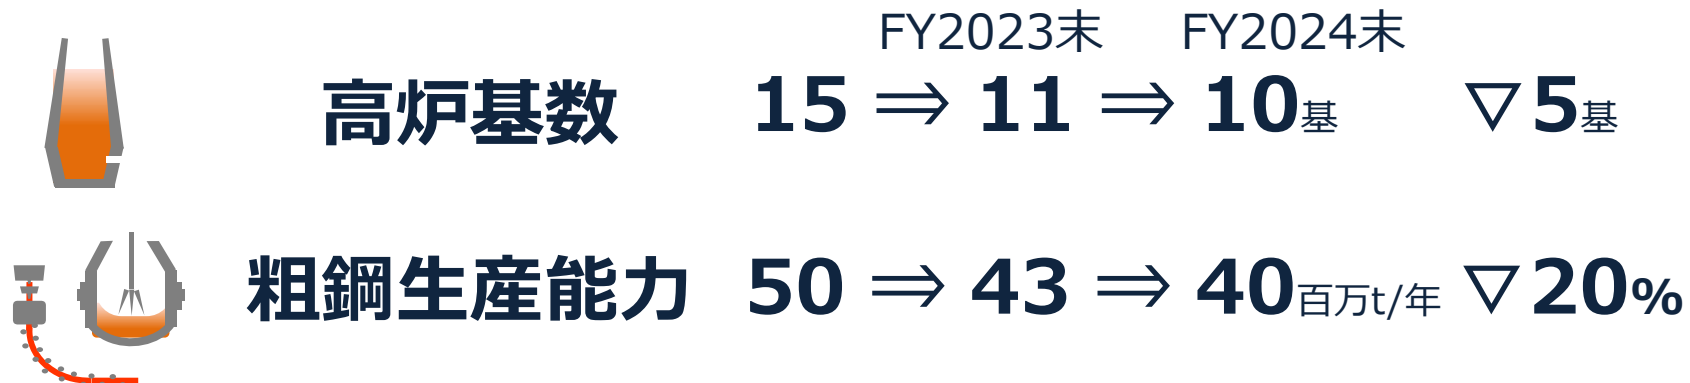 FY2023末 FY2024末
高炉基数 15 ⇒ 11 ⇒ 10基 ▽5基
粗鋼生産能力 50 ⇒ 43 ⇒ 40百万t/年 ▽20%